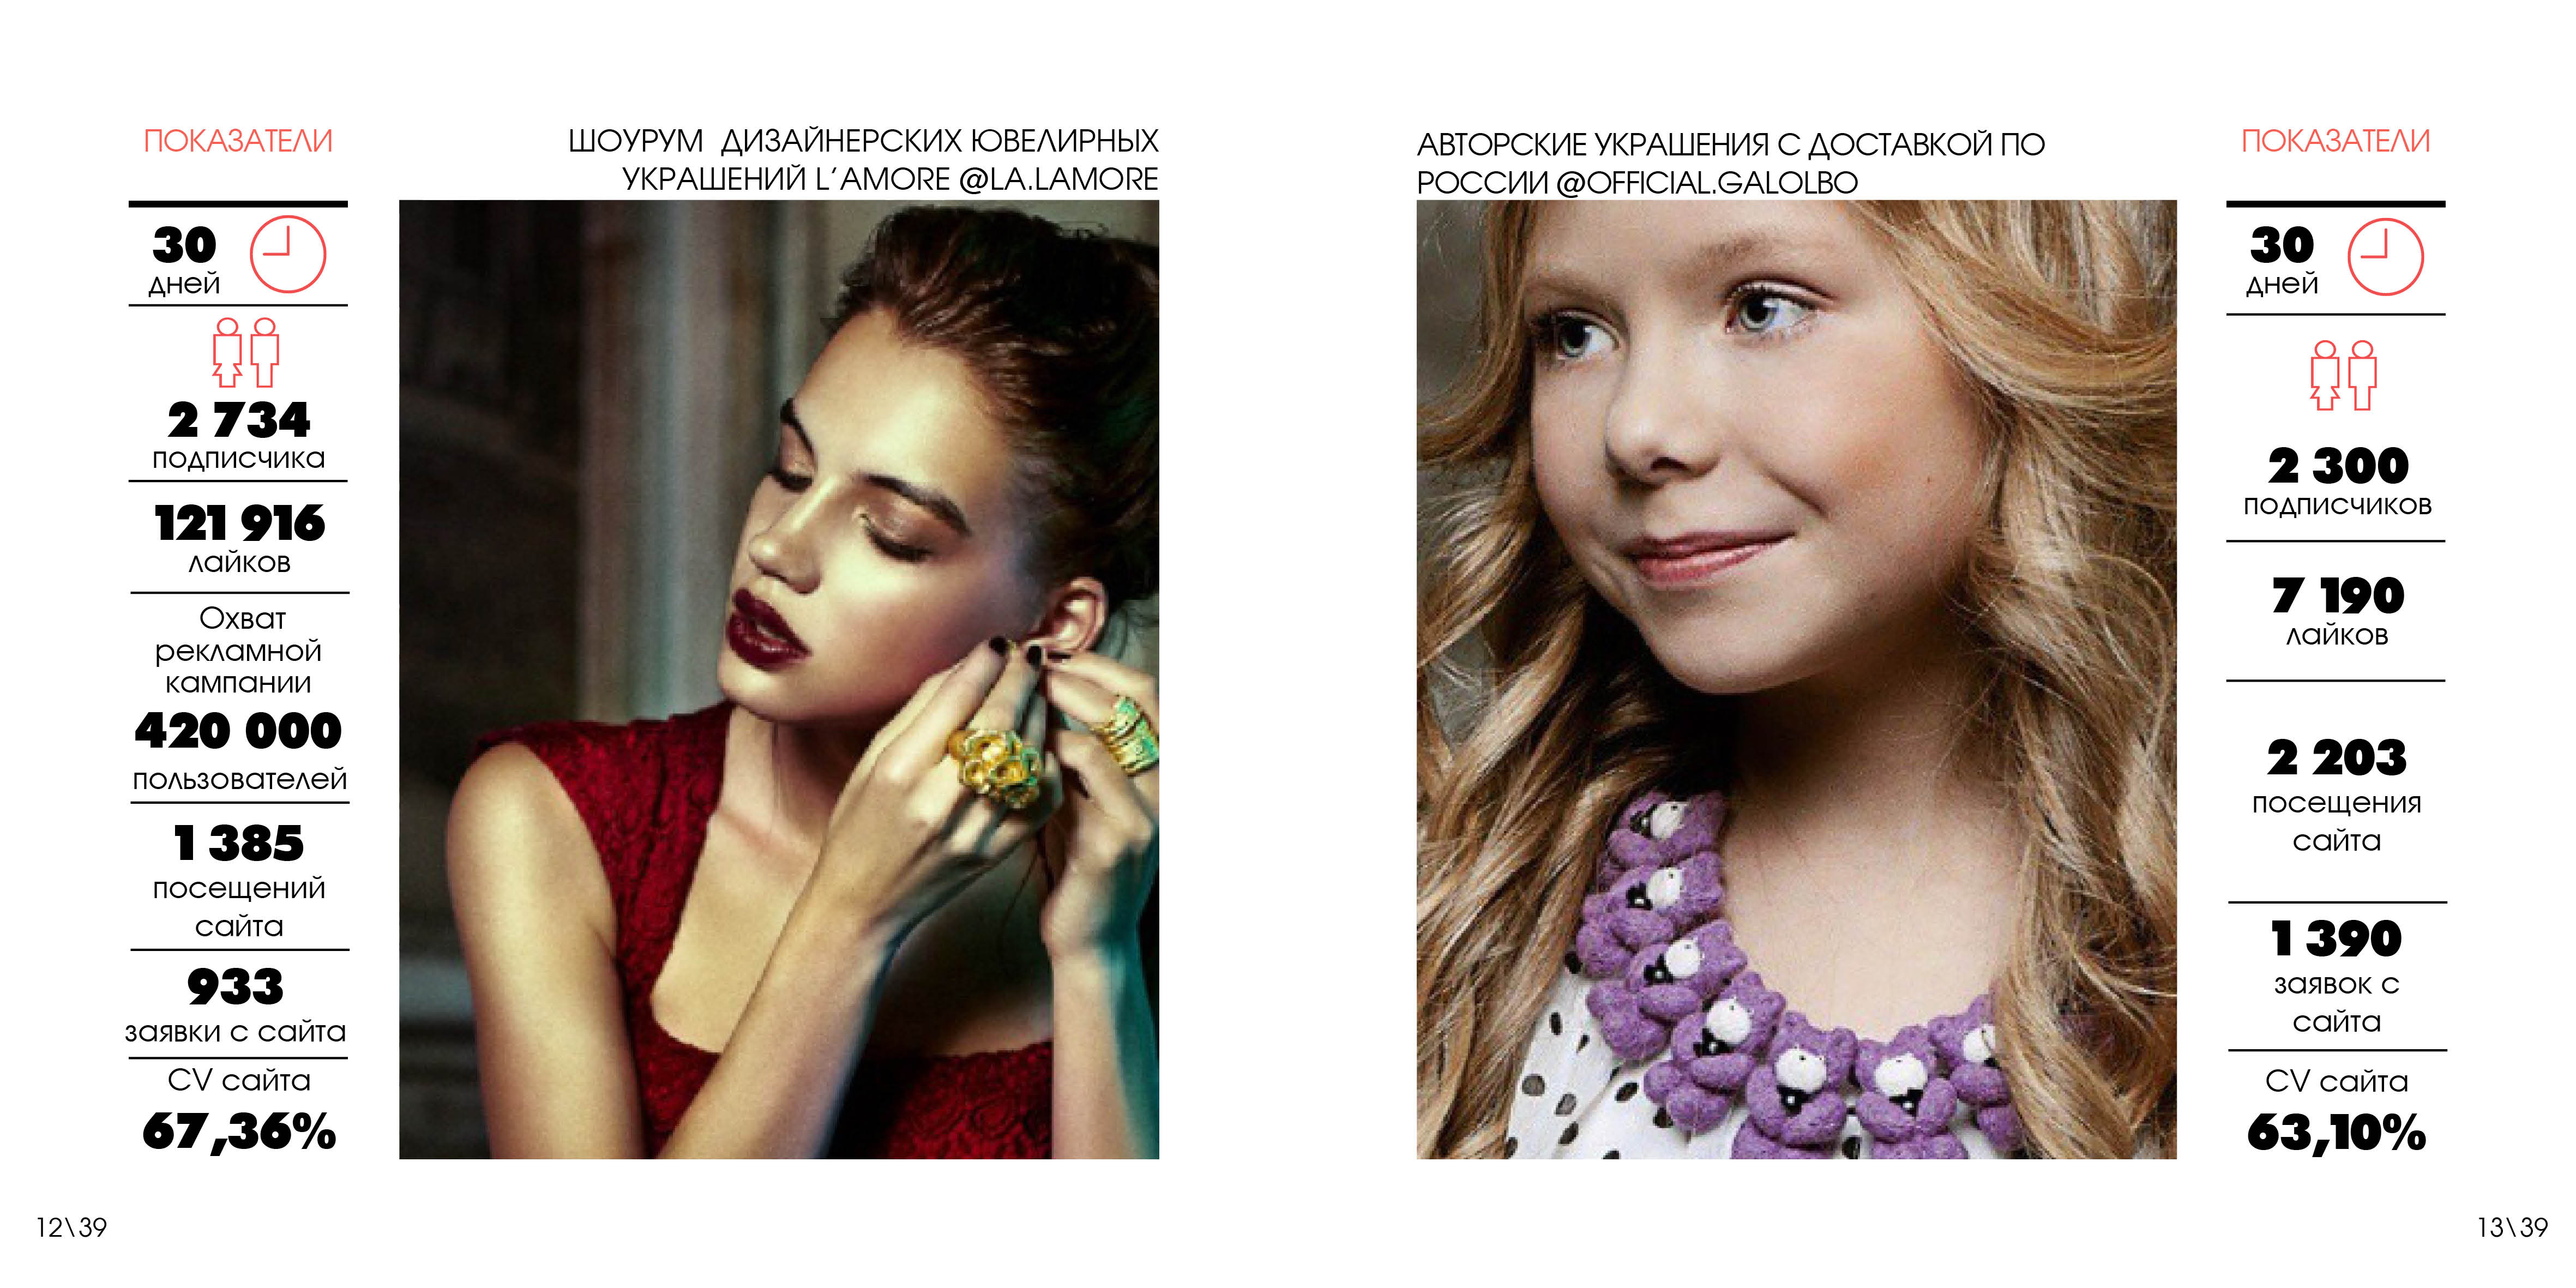 ПОКАЗАТЕЛИ
ШОУРУМ ДИЗАЙНЕРСКИХ ЮВЕЛИРНЫХ
УКРАШЕНИЙ L’AMORE @LA.LAMORE
30
дней
2 734
подписчика
121 916
лайков
Охват
рекламной
кампании
420 000
пользователей
1 385
посещений
сайта
933
заявки с сайта
CV сайта
67,36%
12\39
АВТОРСКИЕ УКРАШЕНИЯ С ДОСТАВКОЙ ПО
РОССИИ @OFFICIAL.GALOLBO
ПОКАЗАТЕЛИ
30
дней
2 300
подписчиков
7 190
лайков
2 203
посещения
сайта
1 390
заявок с
сайта
CV сайта
63,10%
13\39